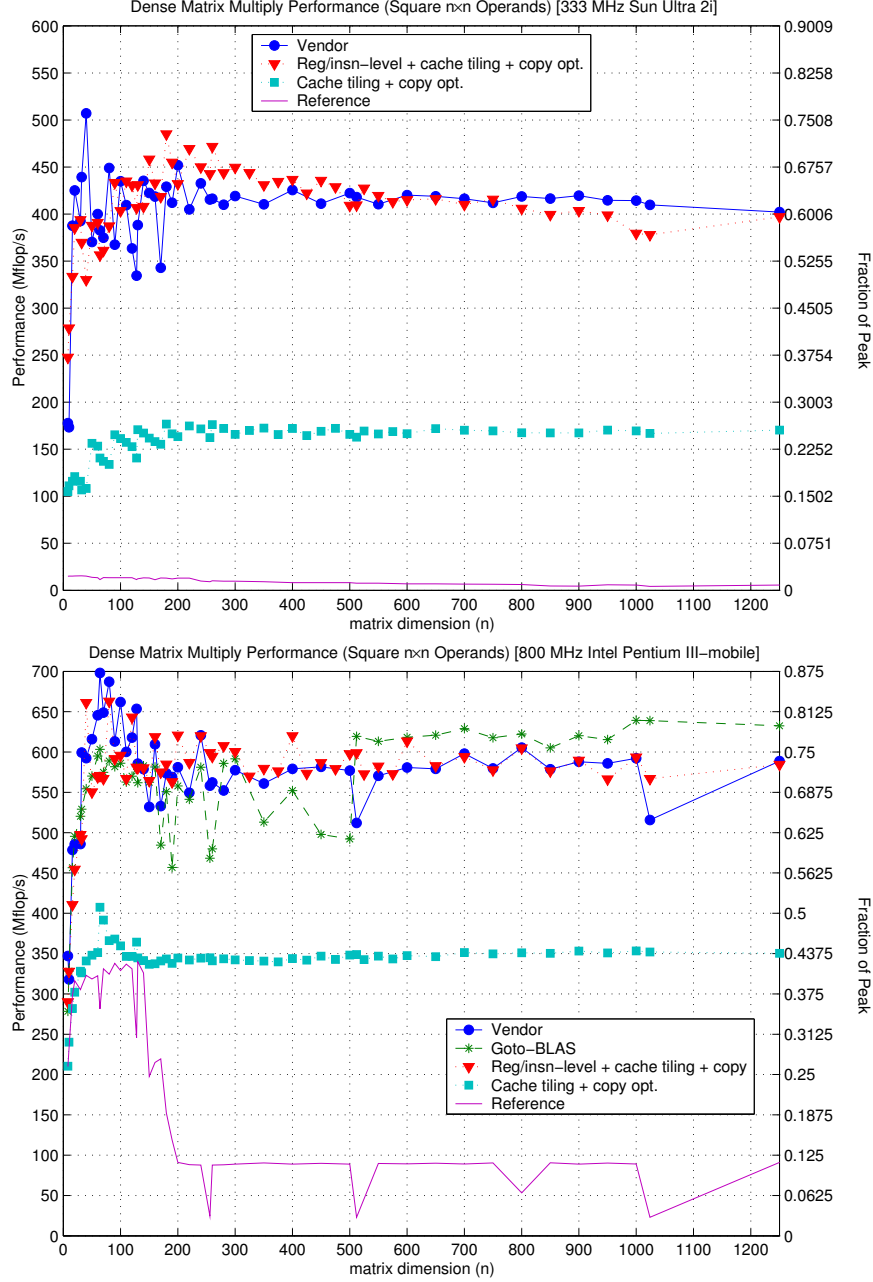 Dense Matrix Multiply Performance (Square n×n Operands) [333 MHz Sun Ultra 2i]
600
550
500
450
400
350
300
250
200
150
100
50
0
Performance (Mflop/s)
Vendor
Reg/insn−level + cache tiling + copy opt.
Cache tiling + copy opt.
Reference
0.9009
0.8258
0.7508
0.6757
0.6006
0.5255
0.4505
0.3754
0.3003
0.2252
0.1502
0.0751
0
Fraction of Peak
0 100 200 300 400 500 600 700 800 900 1000 1100 1200
matrix dimension (n)
Dense Matrix Multiply Performance (Square n×n Operands) [800 MHz Intel Pentium III−mobile]
700
650
600
550
500
450
400
350
300
250
200
150
100
50
0
Performance (Mflop/s)
Vendor
Goto−BLAS
Reg/insn−level + cache tiling + copy
Cache tiling + copy opt.
Reference
0.875
0.8125
0.75
0.6875
0.625
0.5625
0.5
0.4375
0.375
0.3125
0.25
0.1875
0.125
0.0625
0
Fraction of Peak
0 100 200 300 400 500 600 700 800 900 1000 1100 1200
matrix dimension (n)